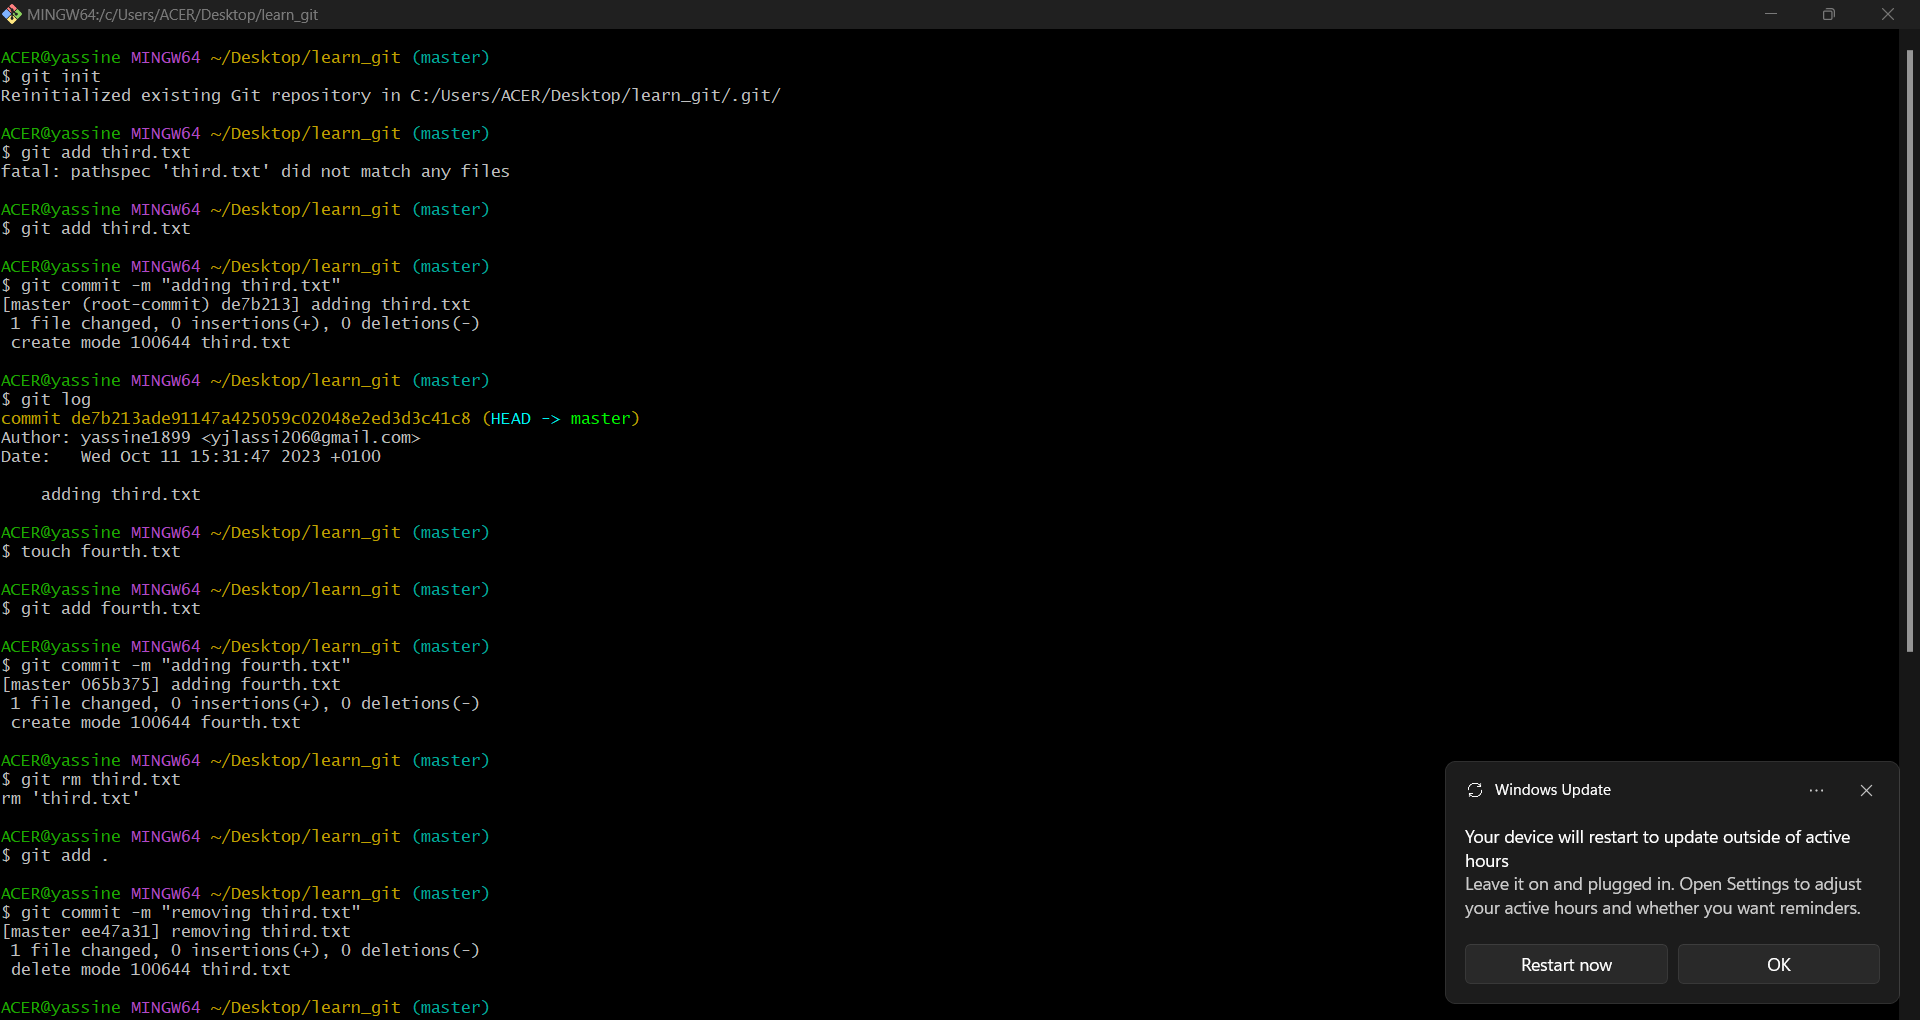 MINGW64:/c/Users/ACER/Desktop/learn_git
ACER@yassine MINGW64 ~/Desktop/learn_git (master)
$ git init
Reinitialized existing Git repository in C:/Users/ACER/Desktop/learn_git/.git/
ACER@yassine MINGW64 ~/Desktop/learn_git (master)
$ git add third.txt
fatal: pathspec 'third.txt' did not match any files
ACER@yassine MINGW64 ~/Desktop/learn_git (master)
$ git add third.txt
ACER@yassine MINGW64 ~/Desktop/learn_git (master)
$ git commit -m "adding third.txt"
[master (root-commit) de7b213] adding third.txt
 1 file changed, 0 insertions(+), 0 deletions(-)
 create mode 100644 third.txt
ACER@yassine MINGW64 ~/Desktop/learn_git (master)
$ git log
commit de7b213ade91147a425059c02048e2ed3d3c41c8 (HEAD -> master)
Author: yassine1899 <yjlassi206@gmail.com>
Date:   Wed Oct 11 15:31:47 2023 +0100
    adding third.txt
ACER@yassine MINGW64 ~/Desktop/learn_git (master)
$ touch fourth.txt
ACER@yassine MINGW64 ~/Desktop/learn_git (master)
$ git add fourth.txt
ACER@yassine MINGW64 ~/Desktop/learn_git (master)
$ git commit -m "adding fourth.txt"
[master 065b375] adding fourth.txt
 1 file changed, 0 insertions(+), 0 deletions(-)
 create mode 100644 fourth.txt
ACER@yassine MINGW64 ~/Desktop/learn_git (master)
$ git rm third.txt
rm 'third.txt'
ACER@yassine MINGW64 ~/Desktop/learn_git (master)
$ git add .
ACER@yassine MINGW64 ~/Desktop/learn_git (master)
$ git commit -m "removing third.txt"
[master ee47a31] removing third.txt
 1 file changed, 0 insertions(+), 0 deletions(-)
 delete mode 100644 third.txt
ACER@yassine MINGW64 ~/Desktop/learn_git (master)
Windows Update
Your device will restart to update outside of active
hours
Leave it on and plugged in. Open Settings to adjust
your active hours and whether you want reminders.
Restart now
OK